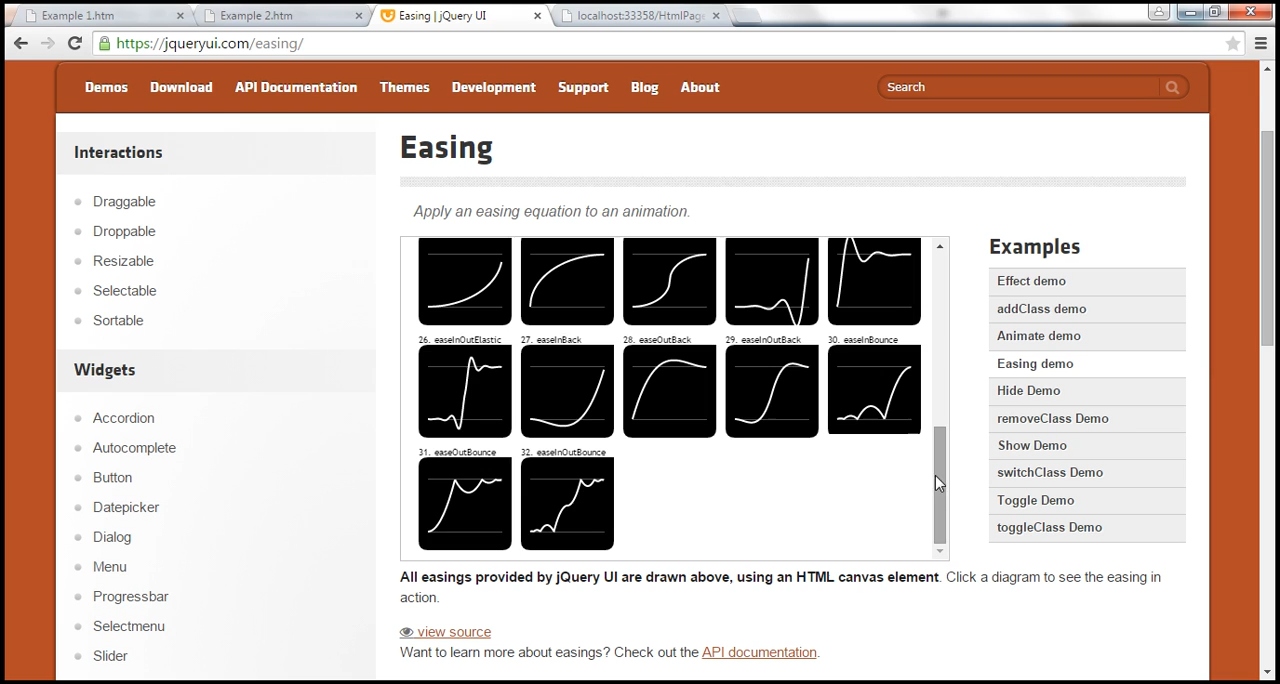 Example 1.htm
Example 2.htm
Easing | jQuery UI
localhost:33358/HtmlPage
https://jqueryui.com/easing/
Demos
Download
API Documentation
Themes
Development
Support
Blog
About
Search
Interactions
Draggable
Droppable
Resizable
Selectable
Sortable
Widgets
Accordion
Autocomplete
Button
Datepicker
Dialog
Menu
Progressbar
Selectmenu
Slider
Easing
Apply an easing equation to an animation.
26. easeInOutElastic
27. easeInBack
28. easeOutBack
29. easeInOutBack
30. easeInBounce
31. easeOutBounce
32. easeInOutBounce
All easings provided by jQuery UI are drawn above, using an HTML canvas element. Click a diagram to see the easing in
action.
view source
Want to learn more about easings? Check out the API documentation.
Examples
Effect demo
addClass demo
Animate demo
Easing demo
Hide Demo
removeClass Demo
Show Demo
switchClass Demo
Toggle Demo
toggleClass Demo